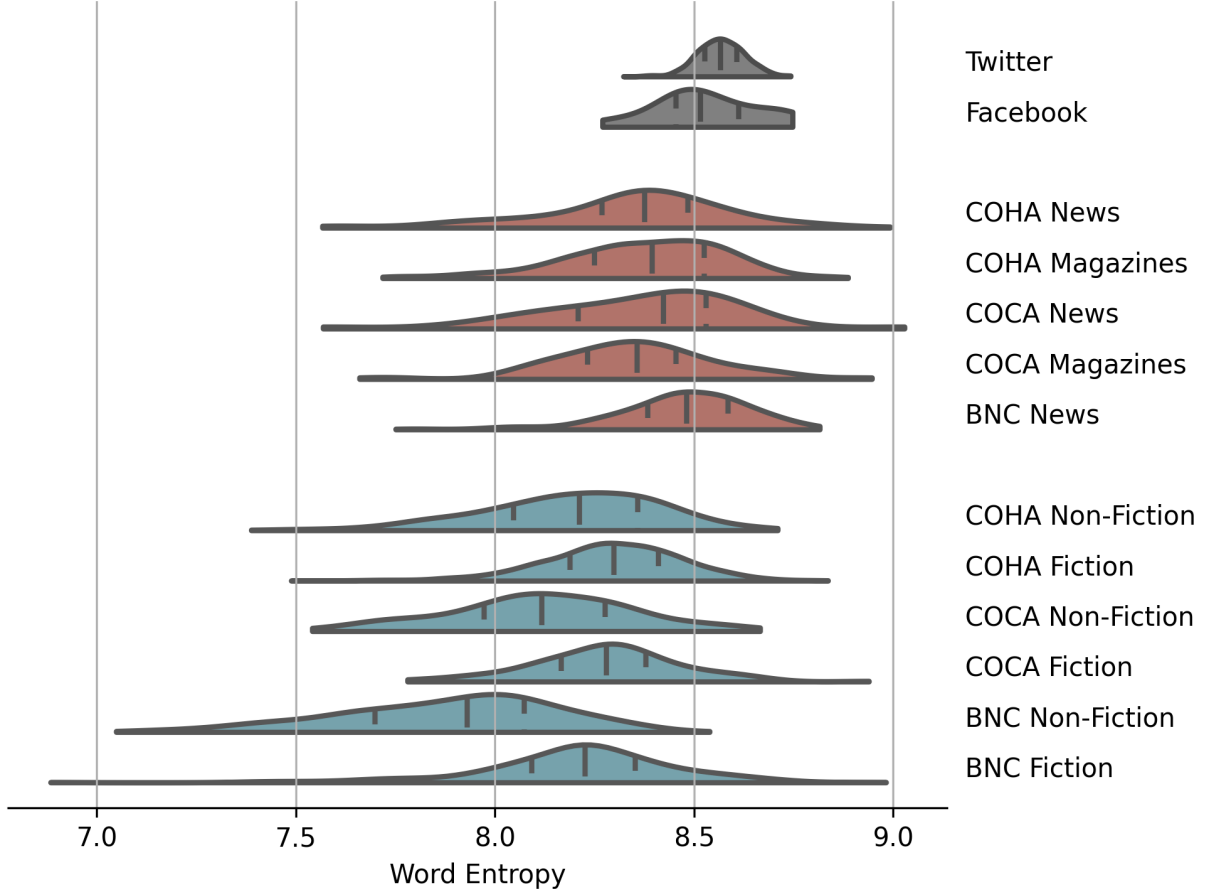 Twitter
Facebook
COHA News
COHA Magazines
COCA News
COCA Magazines
BNC News
COHA Non-Fiction
COHA Fiction
COCA Non-Fiction
COCA Fiction
BNC Non-Fiction
BNC Fiction
7.0 7.5 8.0 8.5 9.0
Word Entropy